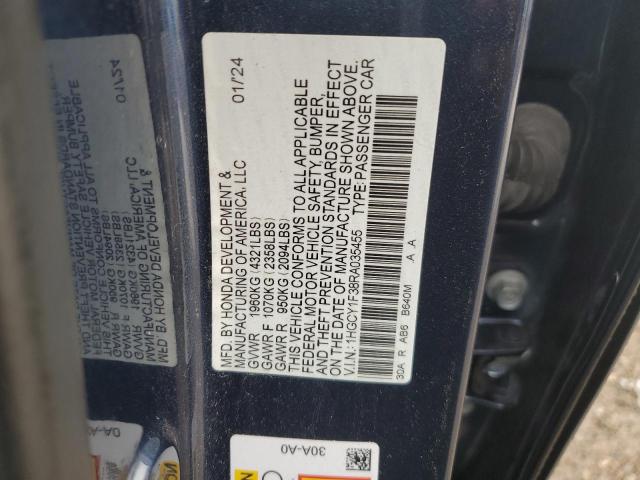 MFD. BY HONDA DEVELOPMENT &
MANUFACTURING OF AMERICA, LLC
01/24
GVWR 1960KG (4321LBS)
GAWR F 1070KG (2358LBS)
GAWR R 950KG (2094LBS)
THIS VEHICLE CONFORMS TO ALL APPLICABLE
FEDERAL MOTOR VEHICLE SAFETY, BUMPER,
AND THEFT PREVENTION STANDARDS IN EFFECT
ON THE DATE OF MANUFACTURE SHOWN ABOVE.
V.I.N.: 1HGCY1F38RA035455 TYPE:PASSENGER CAR
30A R AB6 B640M A A
30A-A0